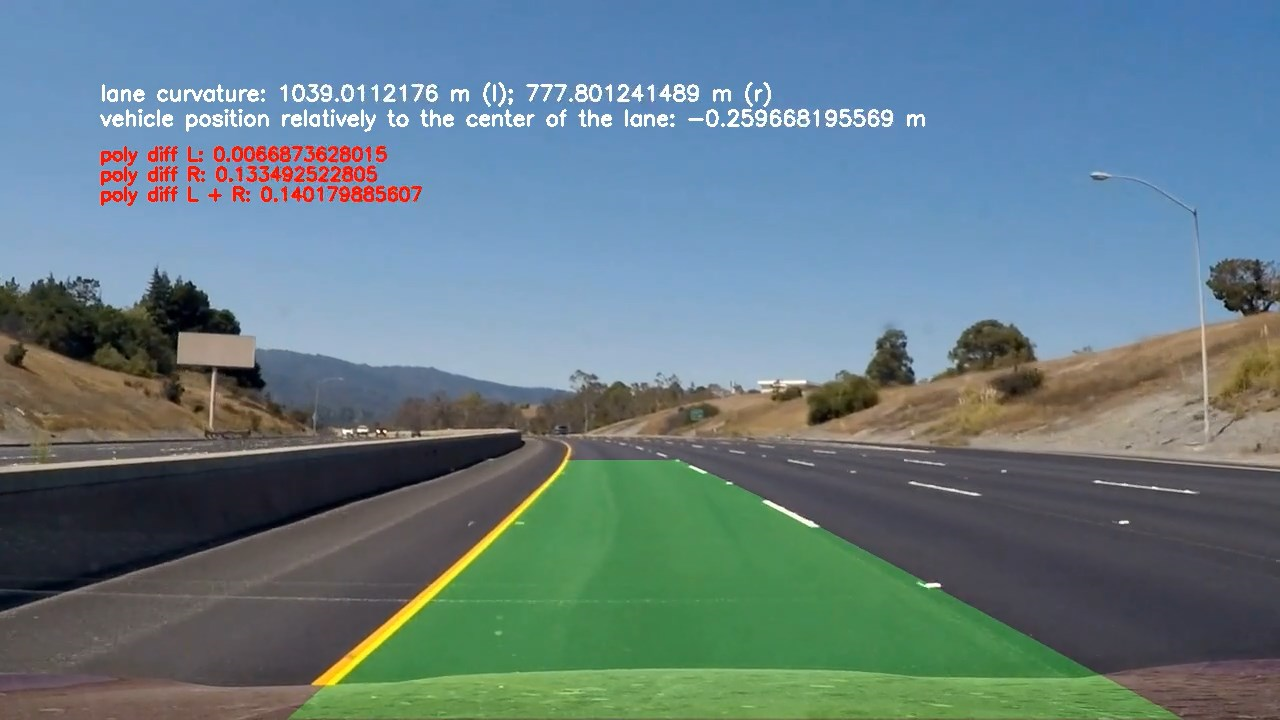 lane curvature: 1039.0112176 m (l); 777.801241489 m (r)
vehicle position relatively to the center of the lane: −0.259668195569 m
poly diff L: 0.0066873628015
poly diff R: 0.133492522805
poly diff L + R: 0.140179885607